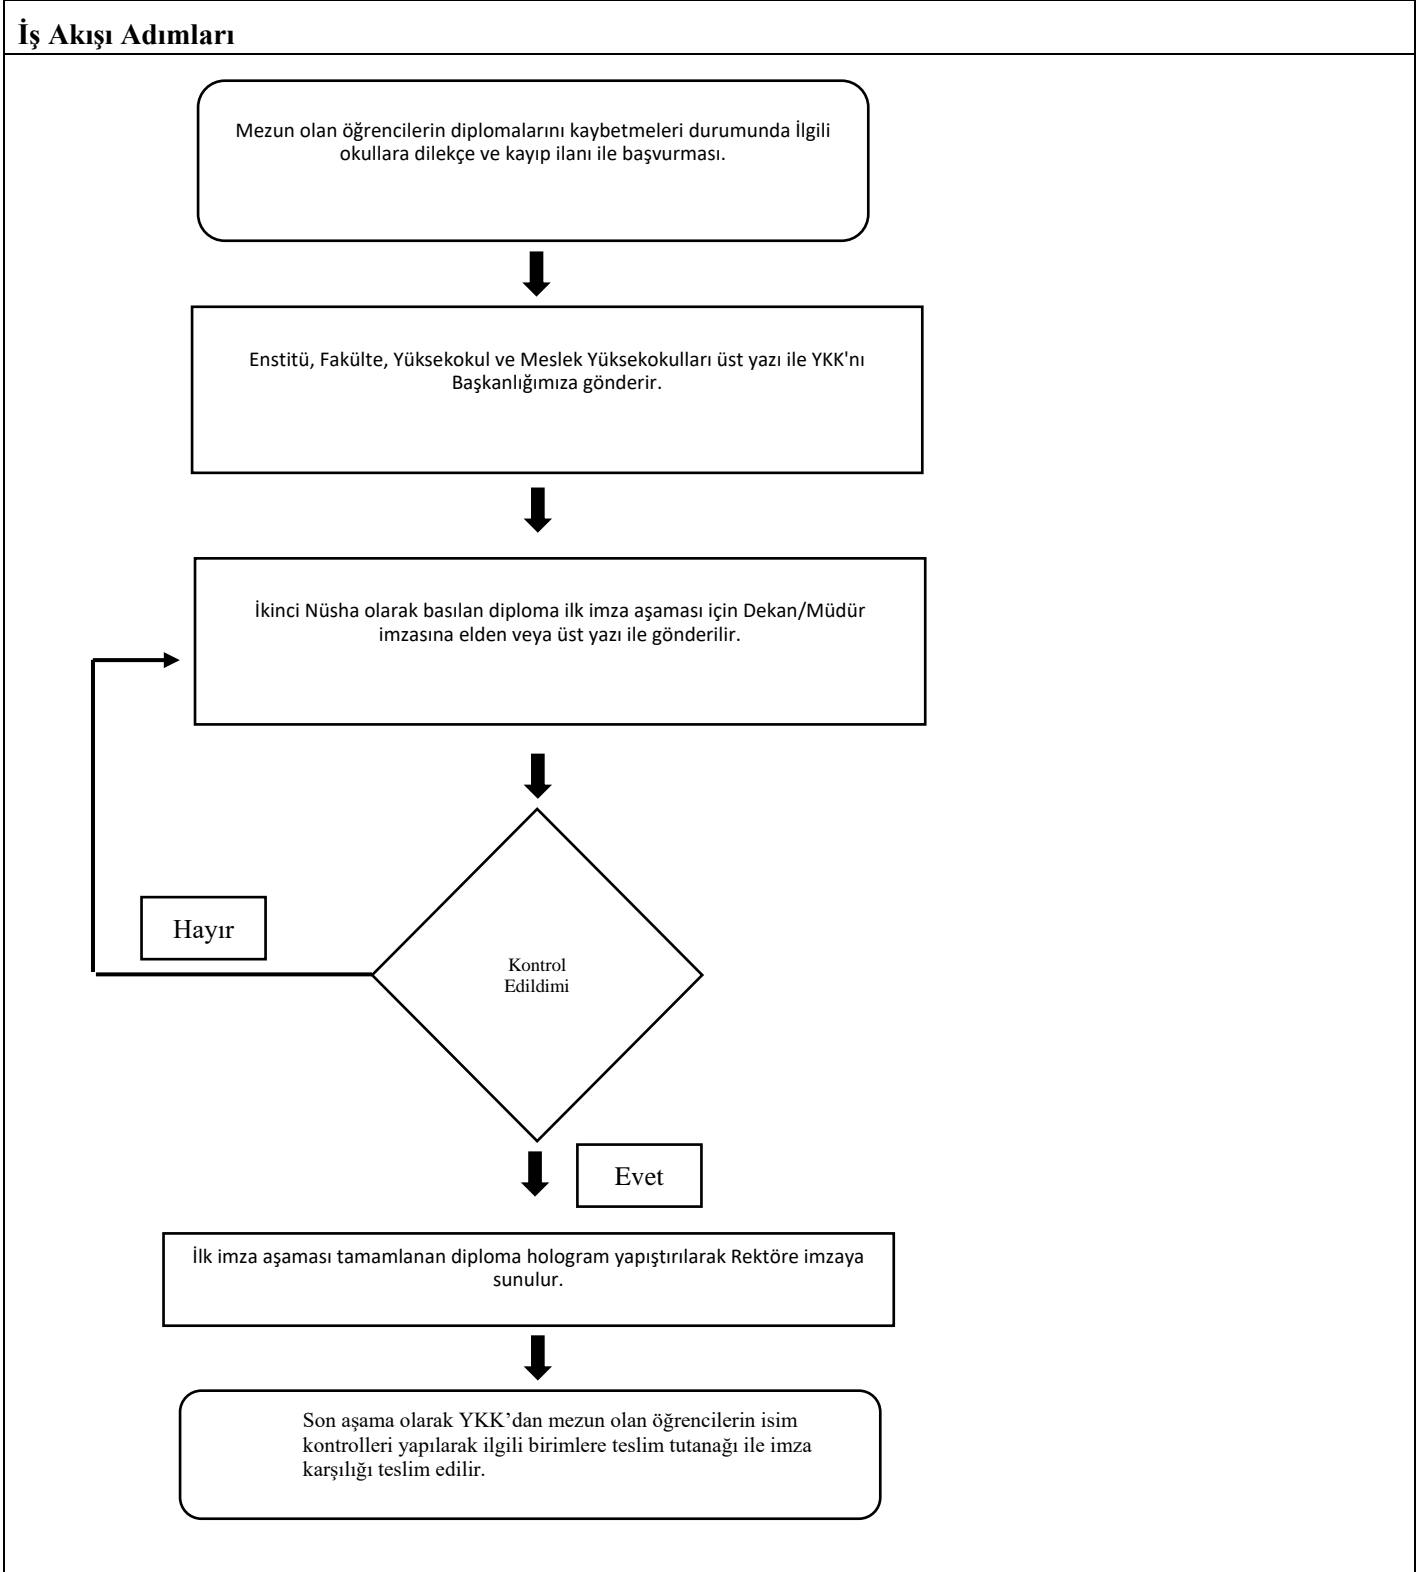 İş Akışı Adımları
Mezun olan öğrencilerin diplomalarını kaybetmeleri durumunda İlgili
okullara dilekçe ve kayıp ilanı ile başvurması.
Enstitü, Fakülte, Yüksekokul ve Meslek Yüksekokulları üst yazı ile YKK'nı
Başkanlığımıza gönderir.
İkinci Nüsha olarak basılan diploma ilk imza aşaması için Dekan/Müdür
imzasına elden veya üst yazı ile gönderilir.
Hayır
Kontrol
Edildimi
Evet
İlk imza aşaması tamamlanan diploma hologram yapıştırılarak Rektöre imzaya
sunulur.
Son aşama olarak YKK’dan mezun olan öğrencilerin isim
kontrolleri yapılarak ilgili birimlere teslim tutanağı ile imza
karşılığı teslim edilir.